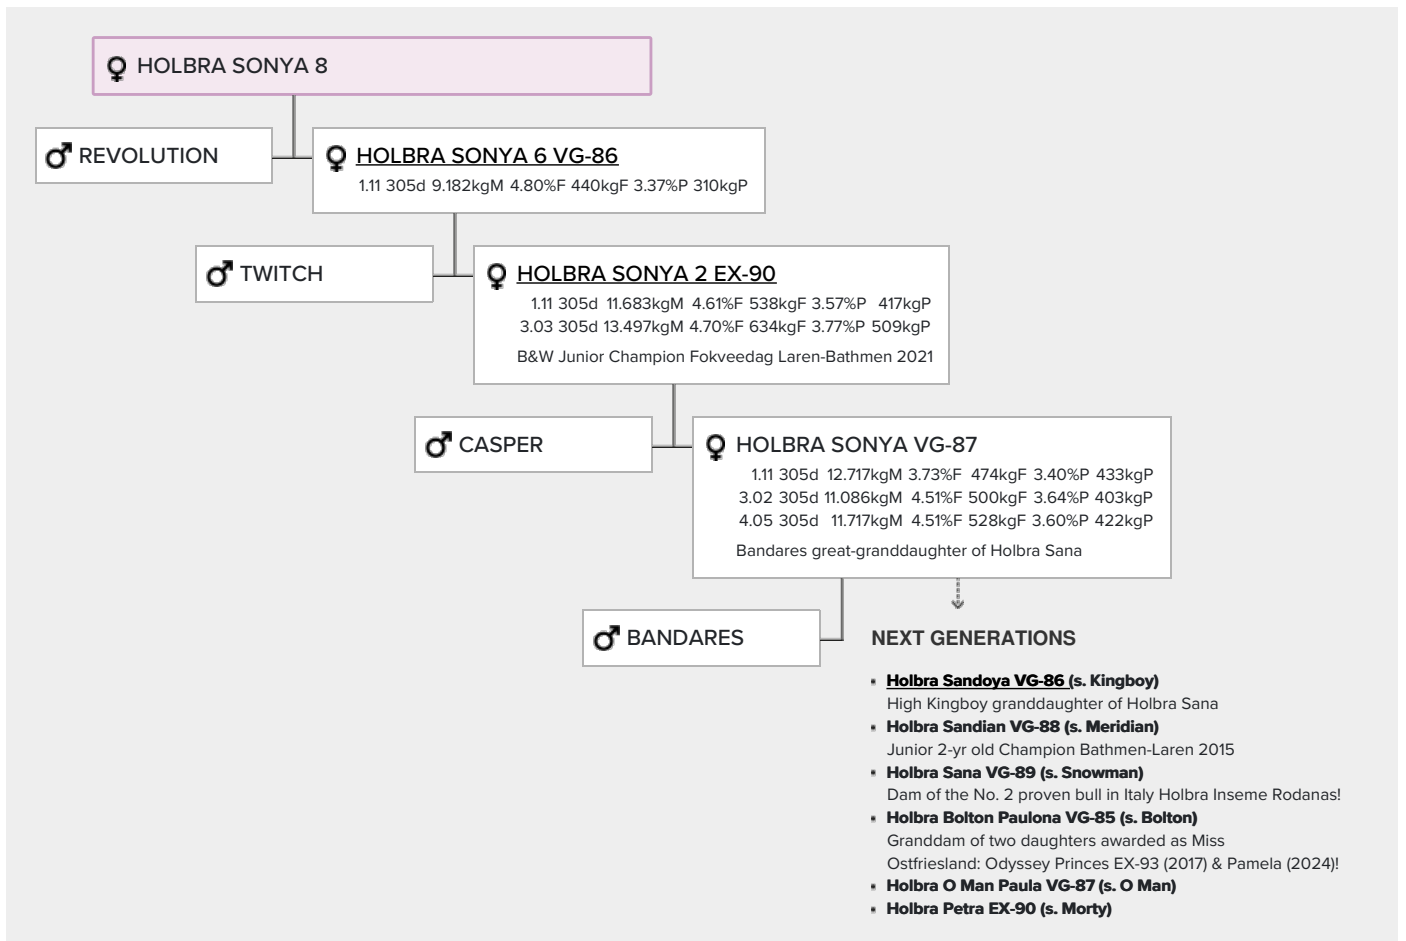 HOLBRA SONYA 8
REVOLUTION
HOLBRA SONYA 6 VG-86
1.11 305d 9.182kgM 4.80%F 440kgF 3.37%P 310kgP
TWITCH
HOLBRA SONYA 2 EX-90
1.11 305d 11.683kgM 4.61%F 538kgF 3.57%P 417kgP
3.03 305d 13.497kgM 4.70%F 634kgF 3.77%P 509kgP
B&W Junior Champion Fokveedag Laren-Bathmen 2021
CASPER
HOLBRA SONYA VG-87
1.11 305d 12.717kgM 3.73%F 474kgF 3.40%P 433kgP
3.02 305d 11.086kgM 4.51%F 500kgF 3.64%P 403kgP
4.05 305d 11.717kgM 4.51%F 528kgF 3.60%P 422kgP
Bandares great-granddaughter of Holbra Sana
BANDARES
NEXT GENERATIONS
Holbra Sandoya VG-86 (s. Kingboy)
High Kingboy granddaughter of Holbra Sana
Holbra Sandian VG-88 (s. Meridian)
Junior 2-yr old Champion Bathmen-Laren 2015
Holbra Sana VG-89 (s. Snowman)
Dam of the No. 2 proven bull in Italy Holbra Inseme Rodanas!
Holbra Bolton Paulona VG-85 (s. Bolton)
Granddam of two daughters awarded as Miss
Ostfriesland: Odyssey Princes EX-93 (2017) & Pamela (2024)!
Holbra O Man Paula VG-87 (s. O Man)
Holbra Petra EX-90 (s. Morty)